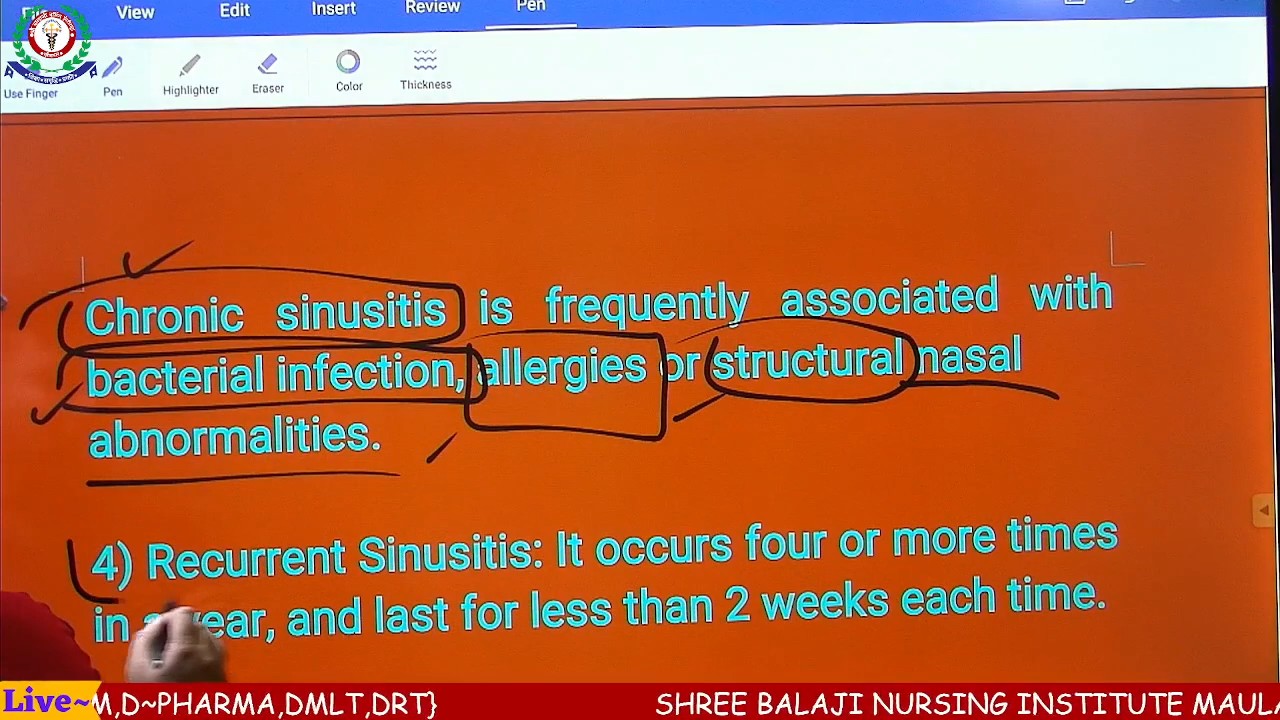 View Edit Insert Review Pen
Use Finger Pen Highlighter Eraser Color Thickness
Chronic sinusitis is frequently associated with
bacterial infection, allergies or structural nasal
abnormalities.
4) Recurrent Sinusitis: It occurs four or more times
in a year, and last for less than 2 weeks each time.
Live~ M,D~PHARMA,DMLT,DRT} SHREE BALAJI NURSING INSTITUTE MAULA